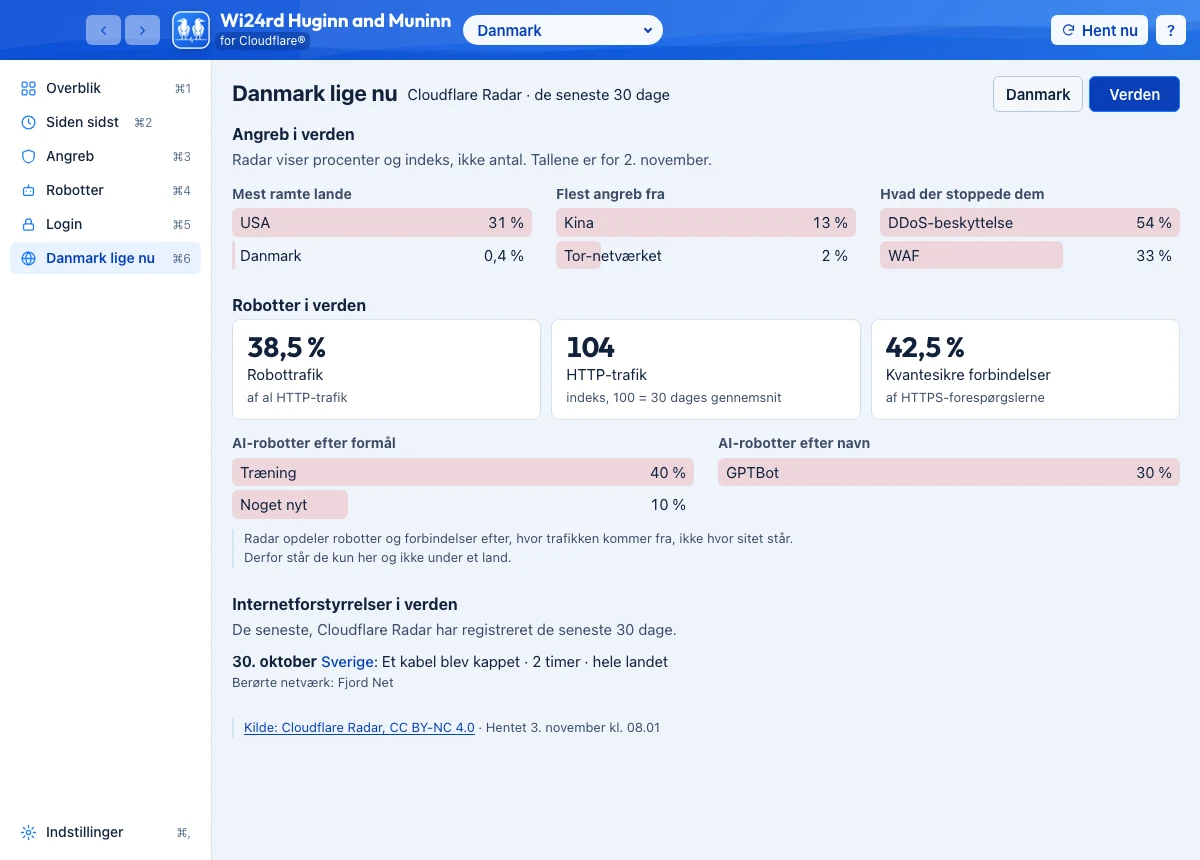 Wi24rd Huginn and Muninn
for Cloudflare®
Danmark
Hent nu
?
Overblik ⌘1
Siden sidst ⌘2
Angreb ⌘3
Robotter ⌘4
Login ⌘5
Danmark lige nu ⌘6
Indstillinger ⌘,
Danmark lige nu Cloudflare Radar · de seneste 30 dage
Danmark Verden
Angreb i verden
Radar viser procenter og indeks, ikke antal. Tallene er for 2. november.
Mest ramte lande
USA 31 %
Danmark 0,4 %
Flest angreb fra
Kina 13 %
Tor-netværket 2 %
Hvad der stoppede dem
DDoS-beskyttelse 54 %
WAF 33 %
Robotter i verden
38,5 %
Robottrafik
af al HTTP-trafik
104
HTTP-trafik
indeks, 100 = 30 dages gennemsnit
42,5 %
Kvantesikre forbindelser
af HTTPS-forespørgslerne
AI-robotter efter formål
Træning 40 %
Noget nyt 10 %
AI-robotter efter navn
GPTBot 30 %
Radar opdeler robotter og forbindelser efter, hvor trafikken kommer fra, ikke hvor sitet står.
Derfor står de kun her og ikke under et land.
Internetforstyrrelser i verden
De seneste, Cloudflare Radar har registreret de seneste 30 dage.
30. oktober Sverige: Et kabel blev kappet · 2 timer · hele landet
Berørte netværk: Fjord Net
Kilde: Cloudflare Radar, CC BY-NC 4.0 · Hentet 3. november kl. 08.01